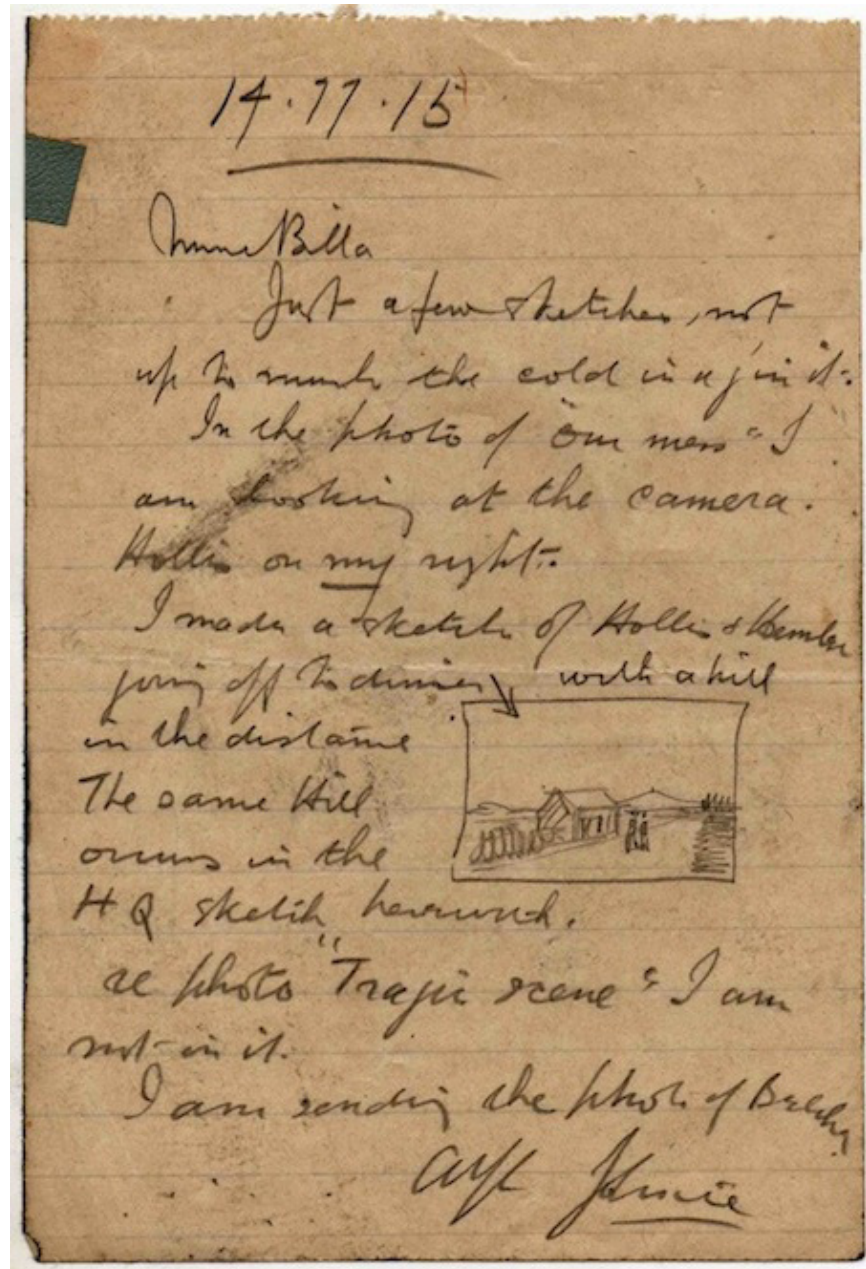 14.11.15
Mune Billa
Just a few sketches, not
up to much the cold is agin it.
In the photo of "our mess" I
am looking at the camera.
Hollis on my right.
I made a sketch of Hollis &
going off to dinner with a hill
in the distance
The same Hill
occurs in the
HQ sketch herewith.
re photo "Tragic scene" I am
not in it.
I am sending the photo of